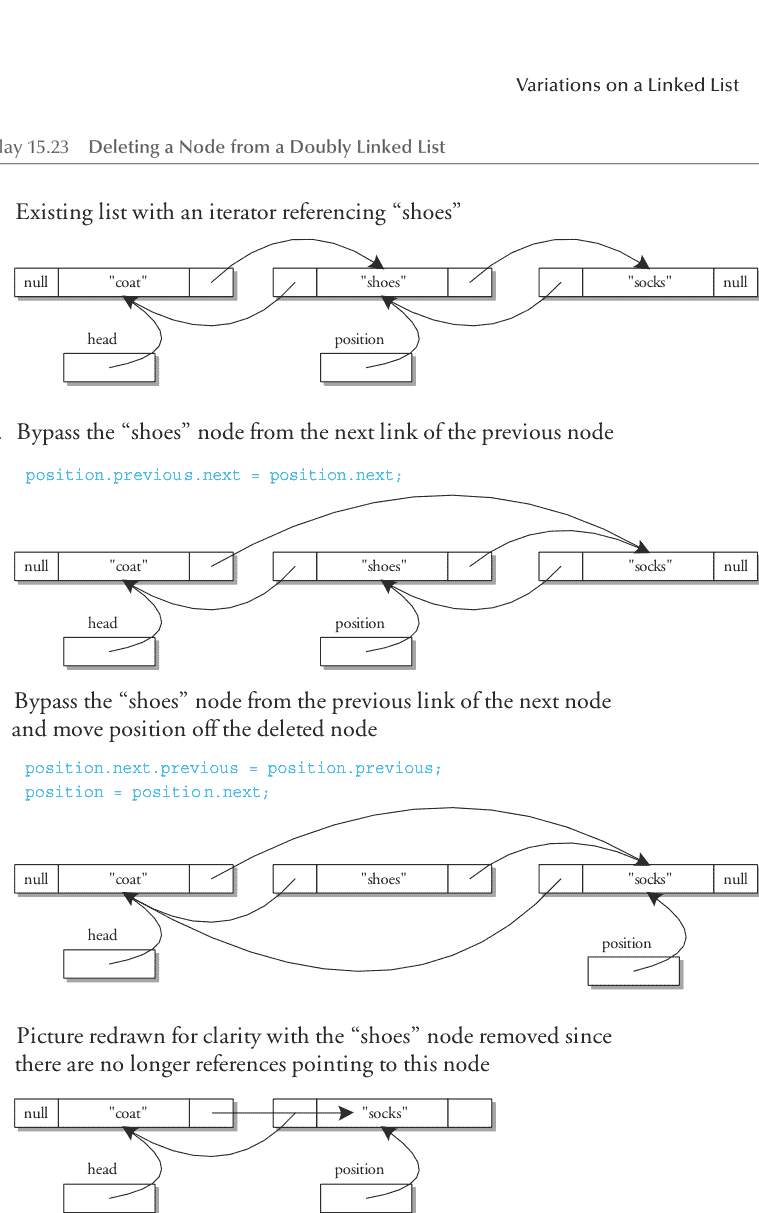 Variations on a Linked List
lay 15.23 Deleting a Node from a Doubly Linked List
Existing list with an iterator referencing “shoes”
null "coat" "shoes" "socks" null
head position
. Bypass the “shoes” node from the next link of the previous node
position.previous.next = position.next;
null "coat" "shoes" "socks" null
head position
Bypass the “shoes” node from the previous link of the next node
and move position off the deleted node
position.next.previous = position.previous;
position = position.next;
null "coat" "shoes" "socks" null
head position
Picture redrawn for clarity with the “shoes” node removed since
there are no longer references pointing to this node
null "coat" "socks"
head position